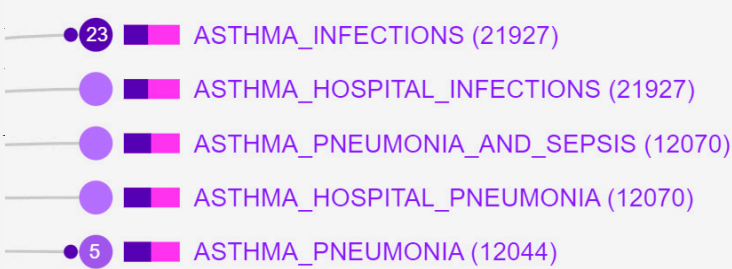 23 ASTHMA_INFECTIONS (21927)
ASTHMA_HOSPITAL_INFECTIONS (21927)
ASTHMA_PNEUMONIA_AND_SEPSIS (12070)
ASTHMA_HOSPITAL_PNEUMONIA (12070)
5 ASTHMA_PNEUMONIA (12044)